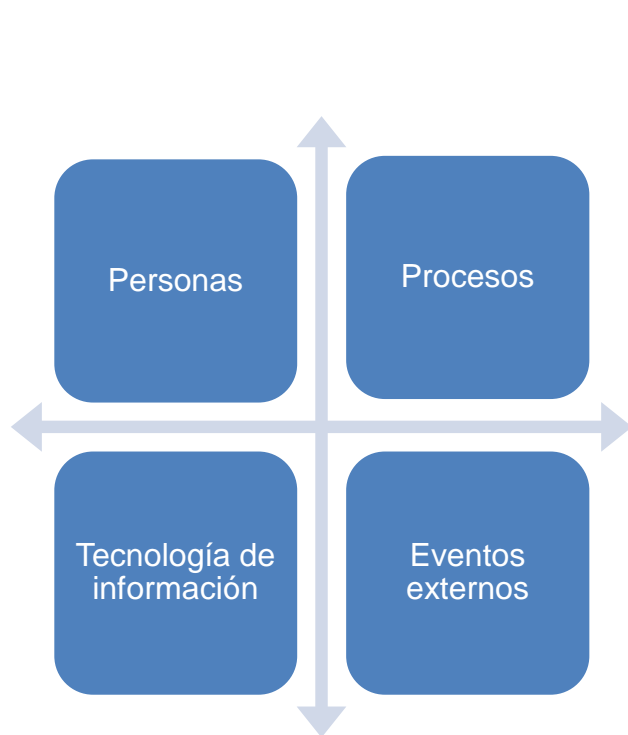 Personas
Procesos
Tecnología de
información
Eventos
externos